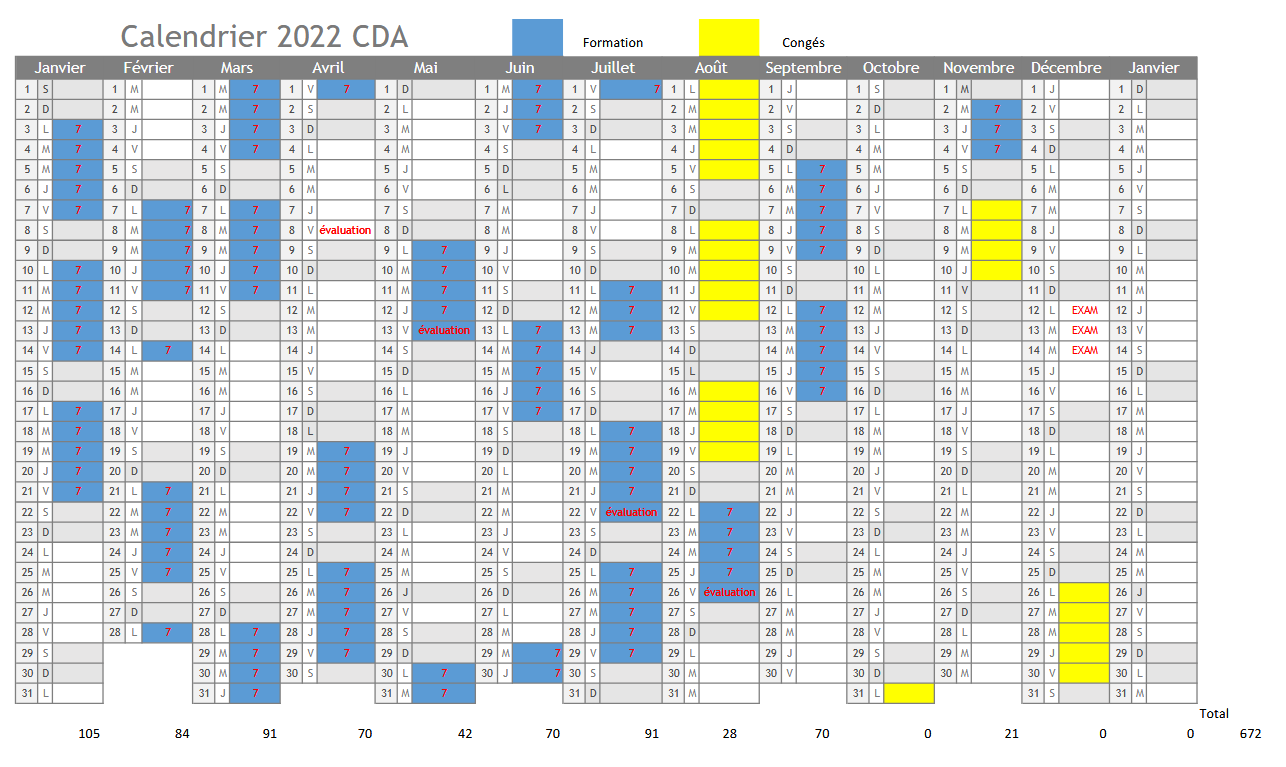 Calendrier 2022 CDA Formation Congés
Janvier Février Mars Avril Mai Juin Juillet Août Septembre Octobre Novembre Décembre Janvier
1 S 1 M 1 M 7 1 V 7 1 D 1 M 7 1 V 7 1 L 1 J 1 S 1 M 1 J 1 D
2 D 2 M 2 M 7 2 S 2 L 2 J 7 2 S 2 M 2 V 2 D 2 M 7 2 V 2 L
3 L 7 3 J 3 J 7 3 D 3 M 3 V 7 3 D 3 M 3 S 3 L 3 J 7 3 S 3 M
4 M 7 4 V 4 V 7 4 L 4 M 4 S 4 L 4 J 4 D 4 M 4 V 7 4 D 4 M
5 M 7 5 S 5 S 5 M 5 J 5 D 5 M 5 V 5 L 7 5 M 5 S 5 L 5 J
6 J 7 6 D 6 D 6 M 6 V 6 L 6 M 6 S 6 M 7 6 J 6 D 6 M 6 V
7 V 7 7 L 7 7 L 7 7 J 7 S 7 M 7 J 7 D 7 M 7 7 V 7 L 7 M 7 S
8 S 8 M 7 8 M 7 8 V évaluation 8 D 8 M 8 V 8 L 8 J 7 8 S 8 M 8 J 8 D
9 D 9 M 7 9 M 7 9 S 9 L 7 9 J 9 S 9 M 9 V 7 9 D 9 M 9 V 9 L
10 L 7 10 J 7 10 J 7 10 D 10 M 7 10 V 10 D 10 M 10 S 10 L 10 J 10 S 10 M
11 M 7 11 V 7 11 V 7 11 L 11 M 7 11 S 11 L 7 11 J 11 D 11 M 11 V 11 D 11 M
12 M 7 12 S 12 S 12 M 12 J 7 12 D 12 M 7 12 V 12 L 7 12 M 12 S 12 L EXAM 12 J
13 J 7 13 D 13 D 13 M 13 V évaluation 13 L 7 13 M 7 13 S 13 M 7 13 J 13 D 13 M EXAM 13 V
14 V 7 14 L 7 14 L 14 J 14 S 14 M 7 14 J 14 D 14 M 7 14 V 14 L 14 M EXAM 14 S
15 S 15 M 15 M 15 V 15 D 15 M 7 15 V 15 L 15 J 7 15 S 15 M 15 J 15 D
16 D 16 M 16 M 16 S 16 L 16 J 7 16 S 16 M 16 V 7 16 D 16 M 16 V 16 L
17 L 7 17 J 17 J 17 D 17 M 17 V 7 17 D 17 M 17 S 17 L 17 J 17 S 17 M
18 M 7 18 V 18 V 18 L 18 M 18 S 18 L 7 18 J 18 D 18 M 18 V 18 D 18 M
19 M 7 19 S 19 S 19 M 7 19 J 19 D 19 M 7 19 V 19 L 19 M 19 S 19 L 19 J
20 J 7 20 D 20 D 20 M 7 20 V 20 L 20 M 7 20 S 20 M 20 J 20 D 20 M 20 V
21 V 7 21 L 7 21 L 21 J 7 21 S 21 M 21 J 7 21 D 21 M 21 V 21 L 21 M 21 S
22 S 22 M 7 22 M 22 V 7 22 D 22 M 22 V évaluation 22 L 7 22 J 22 S 22 M 22 J 22 D
23 D 23 M 7 23 M 23 S 23 L 23 J 23 S 23 M 7 23 V 23 D 23 M 23 V 23 L
24 L 24 J 7 24 J 24 D 24 M 24 V 24 D 24 M 7 24 S 24 L 24 J 24 S 24 M
25 M 25 V 7 25 V 25 L 7 25 M 25 S 25 L 7 25 J 7 25 D 25 M 25 V 25 D 25 M
26 M 26 S 26 S 26 M 7 26 J 26 D 26 M 7 26 V évaluation 26 L 26 M 26 S 26 L 26 J
27 J 27 D 27 D 27 M 7 27 V 27 L 27 M 7 27 S 27 M 27 J 27 D 27 M 27 V
28 V 28 L 7 28 L 7 28 J 7 28 S 28 M 28 J 7 28 D 28 M 28 V 28 L 28 M 28 S
29 S 29 M 7 29 V 7 29 D 29 M 7 29 V 7 29 L 29 J 29 S 29 M 29 J 29 D
30 D 30 M 7 30 S 30 L 7 30 J 7 30 S 30 M 30 V 30 D 30 M 30 V 30 L
31 L 31 J 7 31 M 7 31 D 31 M 31 L 31 S 31 M
Total
105 84 91 70 42 70 91 28 70 0 21 0 0 672